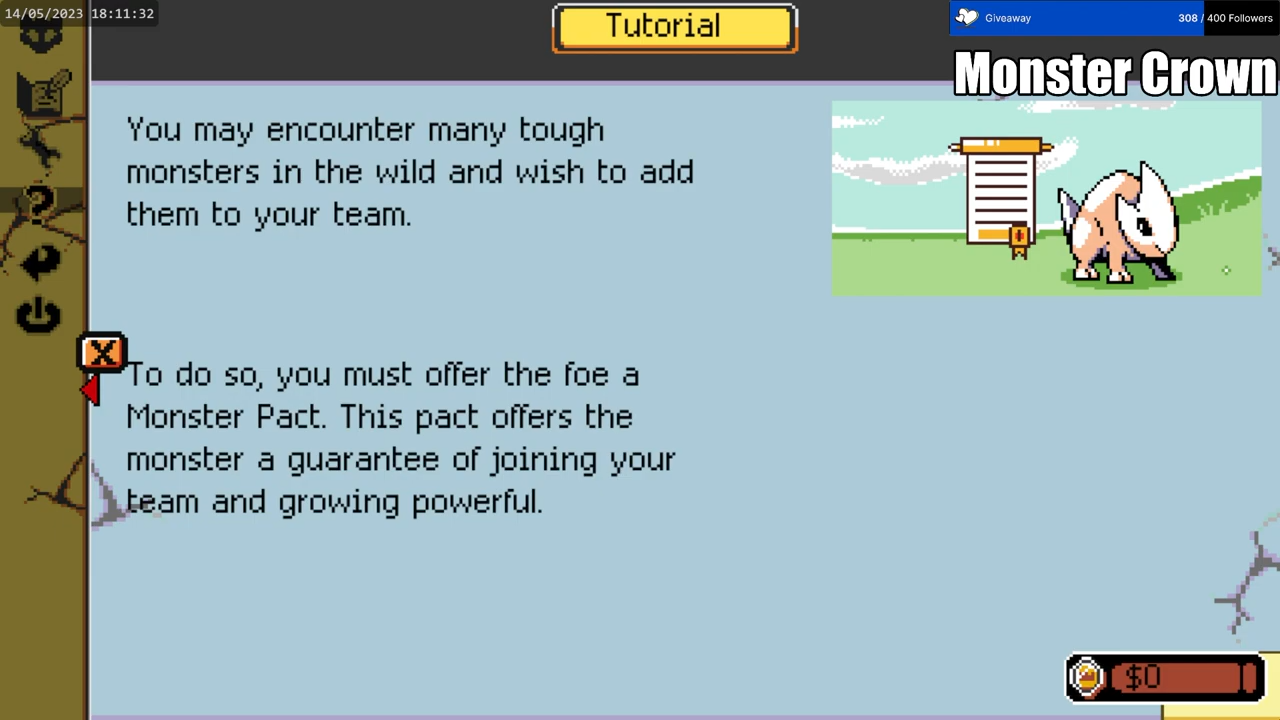 14/05/2023 18:11:32
Tutorial
Giveaway
308 / 400 Followers
Monster Crown
You may encounter many tough
monsters in the wild and wish to add
them to your team.
X
To do so, you must offer the foe a
Monster Pact. This pact offers the
monster a guarantee of joining your
team and growing powerful.
$0